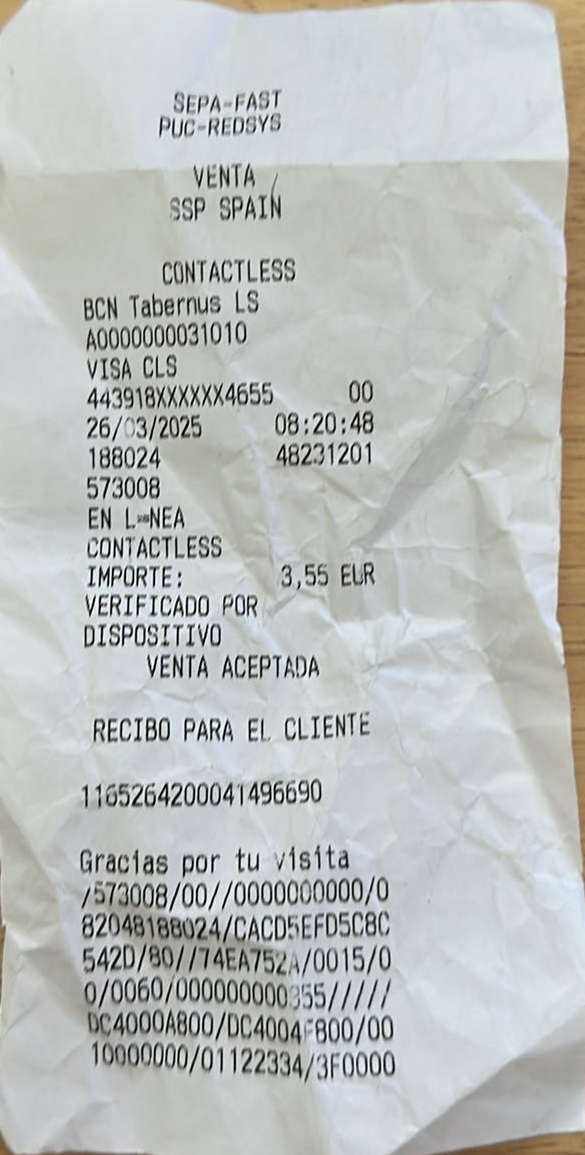 SEPA-FAST
PUC-REDSYS
VENTA
SSP SPAIN
CONTACTLESS
BCN Tabernus LS
A0000000031010
VISA CLS
443918XXXXXX4655 00
26/03/2025 08:20:48
188024 48231201
573008
EN L=NEA
CONTACTLESS
IMPORTE: 3,55 EUR
VERIFICADO POR
DISPOSITIVO
VENTA ACEPTADA
RECIBO PARA EL CLIENTE
1165264200041496690
Gracias por tu visita
/573008/00//0000000000/0
82048188024/CACD5EFD5C8C
542D/80//74EA752A/0015/0
0/0060/000000000355/////
DC4000A800/DC4004F800/00
10000000/01122334/3F0000